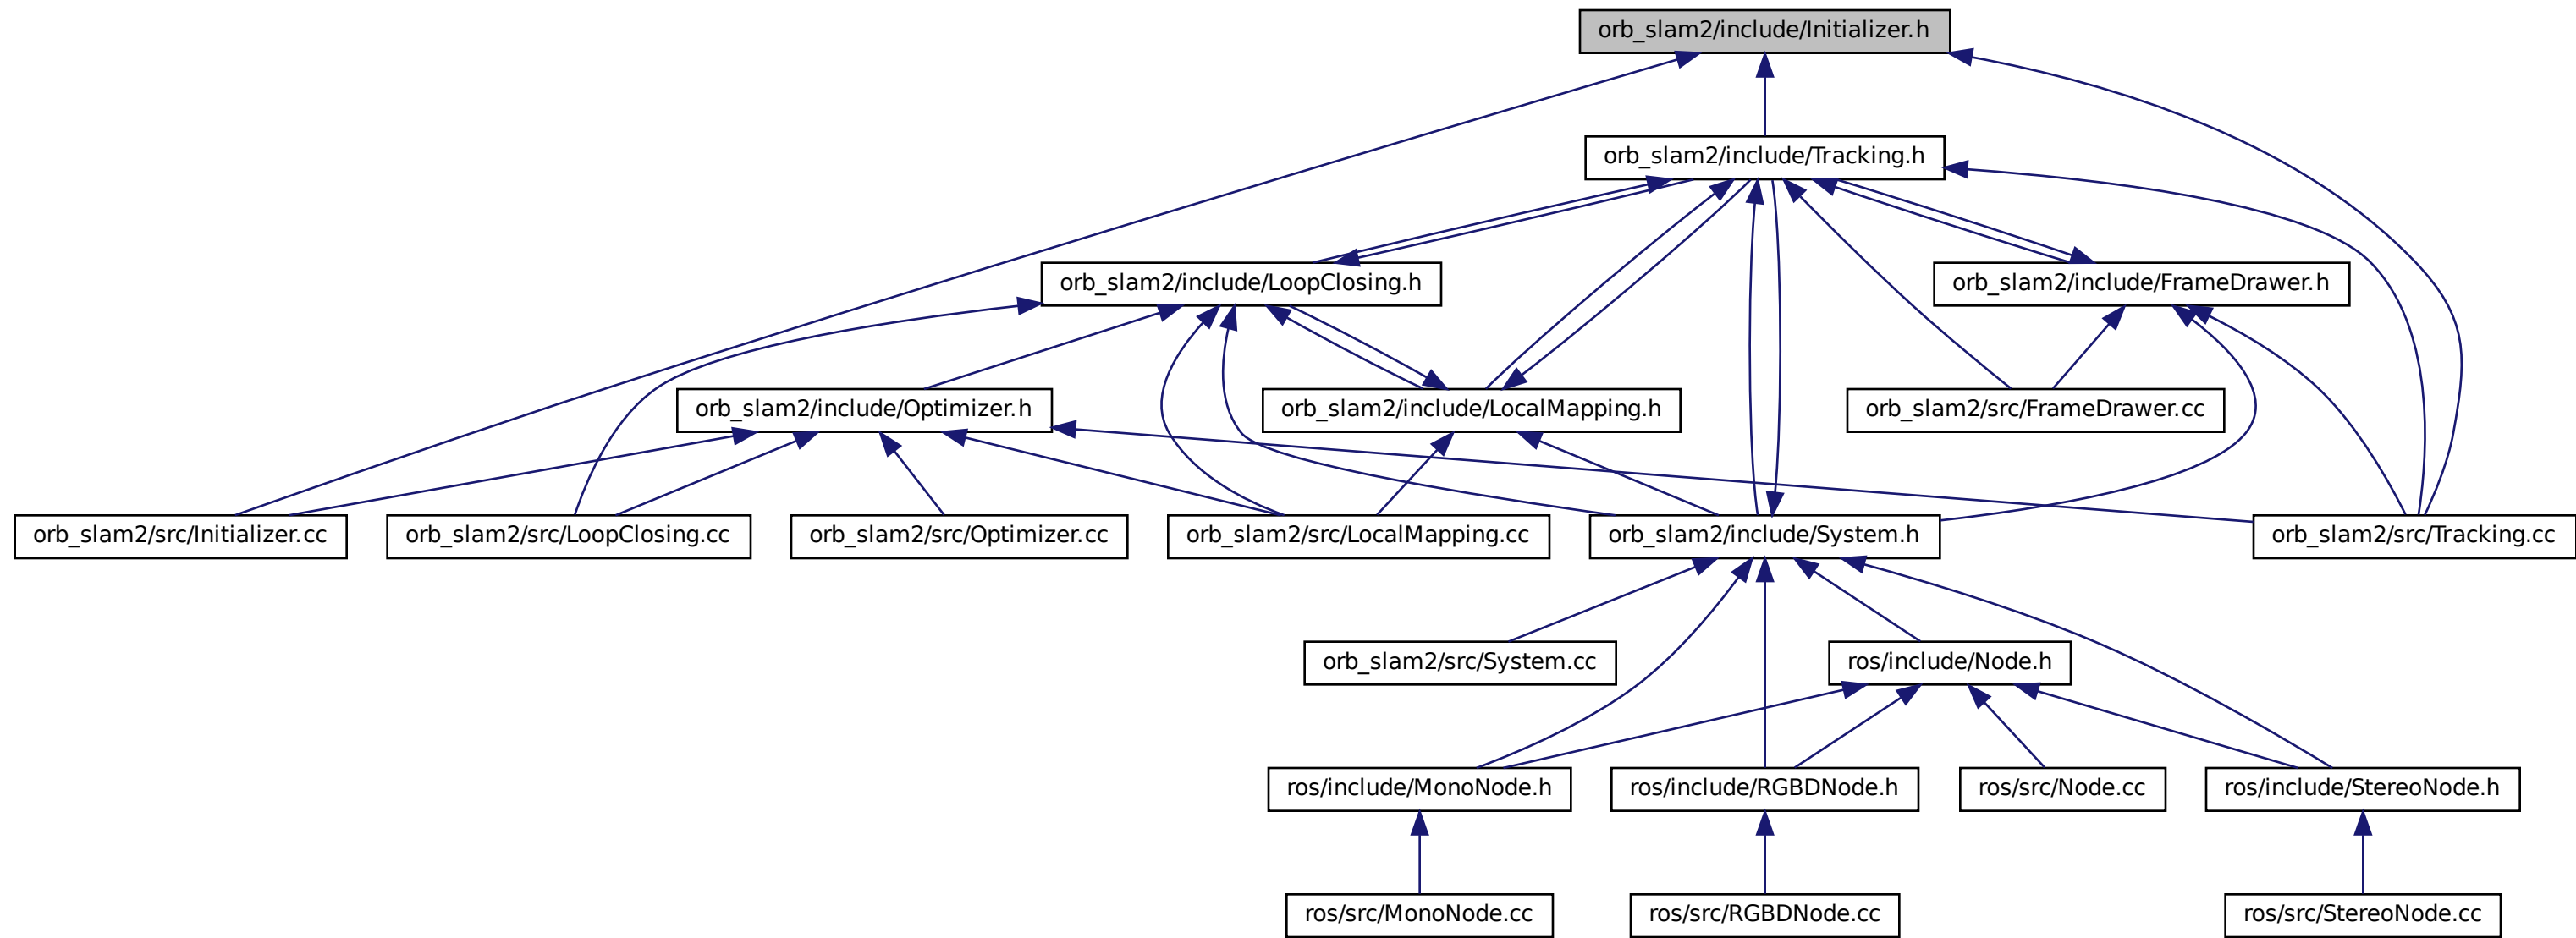 orb_slam2/include/Initializer.h
orb_slam2/include/Tracking.h
orb_slam2/include/LoopClosing.h
orb_slam2/include/FrameDrawer.h
orb_slam2/include/Optimizer.h
orb_slam2/include/LocalMapping.h
orb_slam2/src/FrameDrawer.cc
orb_slam2/src/Initializer.cc
orb_slam2/src/LoopClosing.cc
orb_slam2/src/Optimizer.cc
orb_slam2/src/LocalMapping.cc
orb_slam2/include/System.h
orb_slam2/src/Tracking.cc
orb_slam2/src/System.cc
ros/include/Node.h
ros/include/MonoNode.h
ros/include/RGBDNode.h
ros/src/Node.cc
ros/include/StereoNode.h
ros/src/MonoNode.cc
ros/src/RGBDNode.cc
ros/src/StereoNode.cc